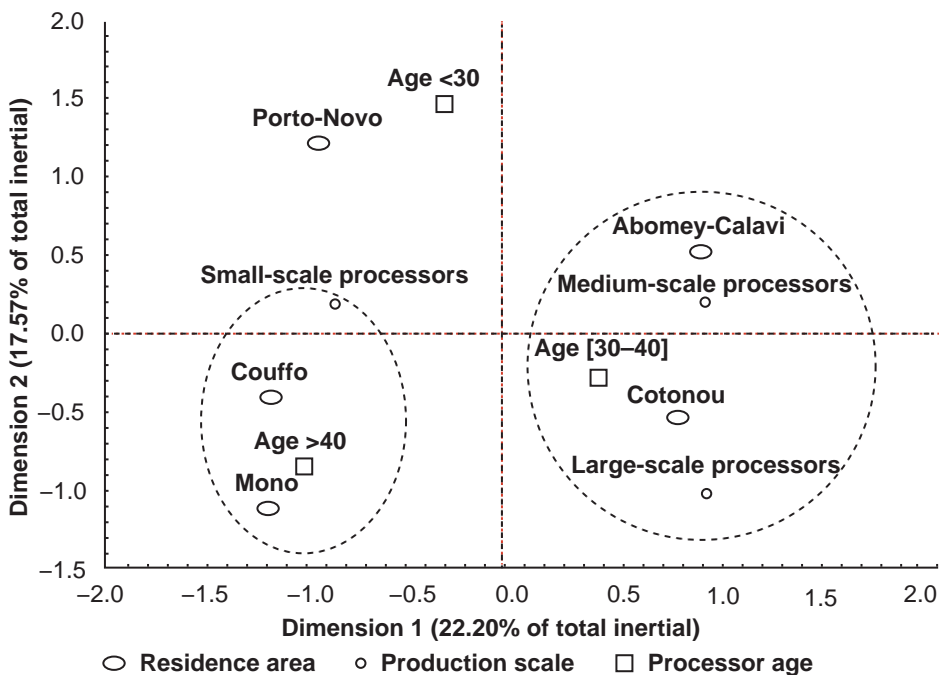 2.0
Age <30
1.5
Porto-Novo
1.0
Abomey-Calavi
0.5
Small-scale processors
Medium-scale processors
0.0
Age [30–40]
Couffo
Cotonou
−0.5
Age >40
Large-scale processors
Mono
−1.0
−1.5
−2.0 −1.5 −1.0 −0.5 0.0 0.5 1.0 1.5 2.0
Dimension 2 (17.57% of total inertial)
Dimension 1 (22.20% of total inertial)
Residence area Production scale Processor age